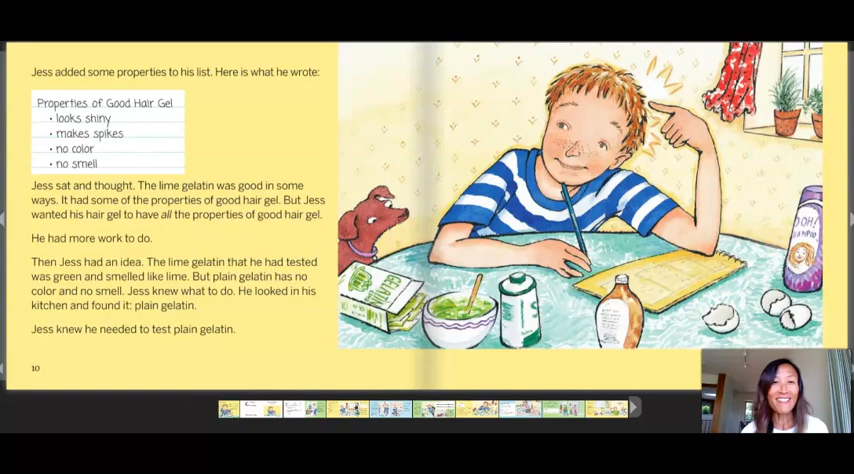 Jess added some properties to his list. Here is what he wrote:
Properties of Good Hair Gel
• looks shiny
• makes spikes
• no color
• no smell
Jess sat and thought. The lime gelatin was good in some
ways. It had some of the properties of good hair gel. But Jess
wanted his hair gel to have all the properties of good hair gel.
He had more work to do.
Then Jess had an idea. The lime gelatin that he had tested
was green and smelled like lime. But plain gelatin has no
color and no smell. Jess knew what to do. He looked in his
kitchen and found it: plain gelatin.
Jess knew he needed to test plain gelatin.
10
GELATIN
OOH!